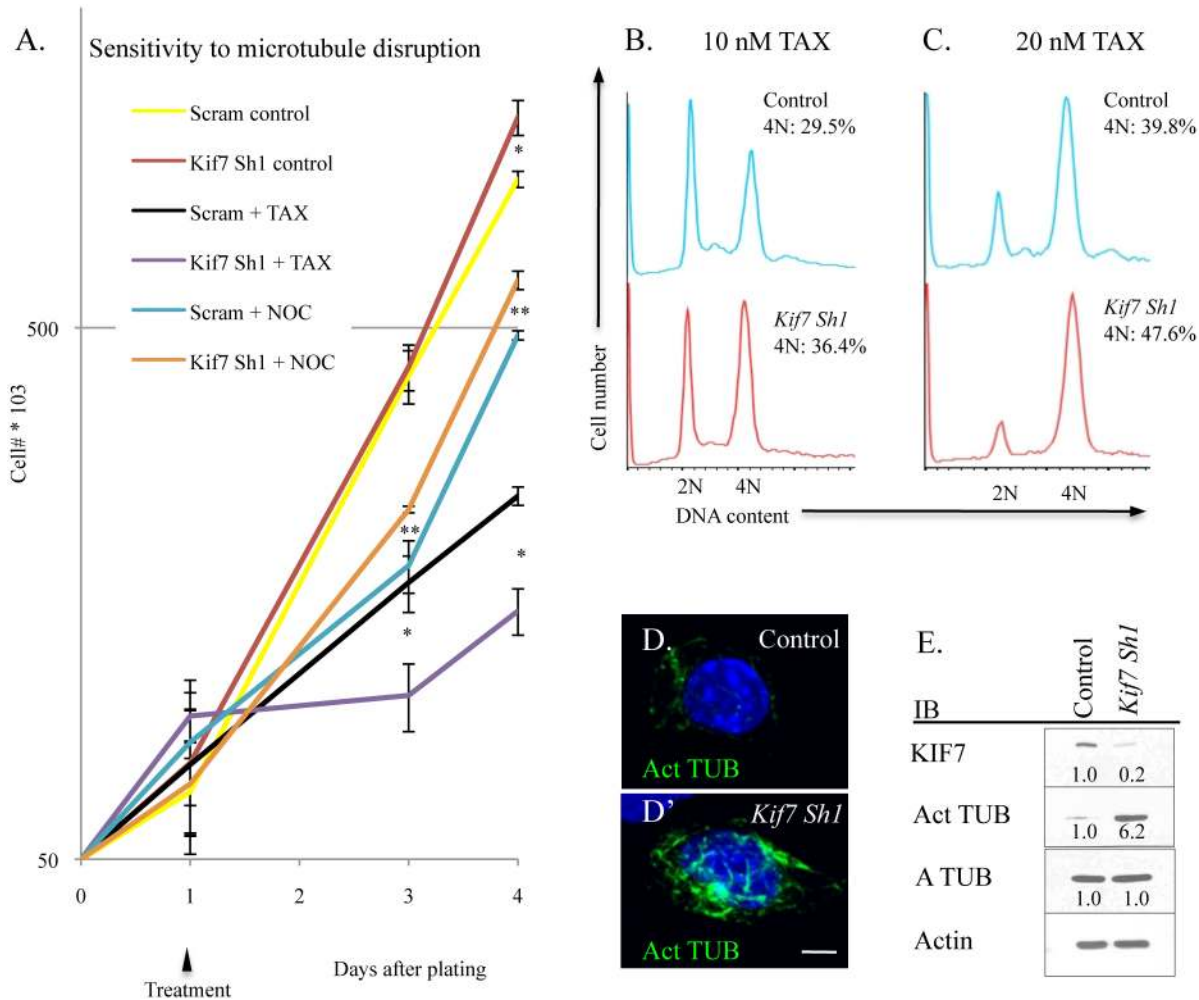 A.
Sensitivity to microtubule disruption
Scram control
Kif7 Sh1 control
Scram + TAX
Kif7 Sh1 + TAX
Scram + NOC
Kif7 Sh1 + NOC
*
**
**
*
*
500
50
Cell# * 103
0 1 2 3 4
Treatment
Days after plating
B. 10 nM TAX
Control
4N: 29.5%
Kif7 Sh1
4N: 36.4%
C. 20 nM TAX
Control
4N: 39.8%
Kif7 Sh1
4N: 47.6%
Cell number
2N 4N 2N 4N
DNA content
D. Control
Act TUB
D' Kif7 Sh1
Act TUB
E.
Control
Kif7 Sh1
IB
KIF7
1.0 0.2
Act TUB
1.0 6.2
A TUB
1.0 1.0
Actin